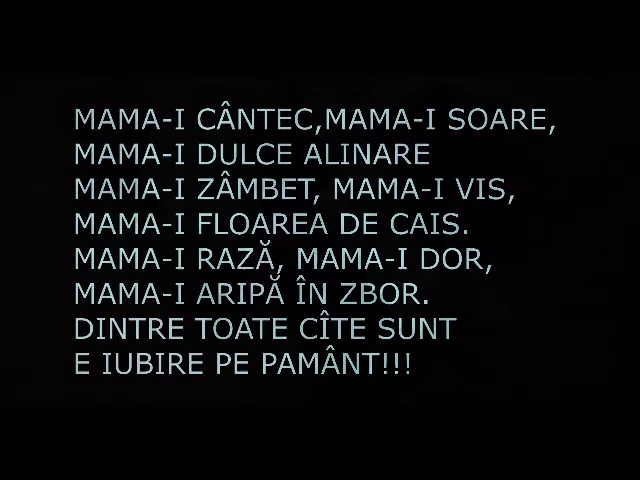 MAMA-I CÂNTEC,MAMA-I SOARE,
MAMA-I DULCE ALINARE
MAMA-I ZÂMBET, MAMA-I VIS,
MAMA-I FLOAREA DE CAIS.
MAMA-I RAZĂ, MAMA-I DOR,
MAMA-I ARIPĂ ÎN ZBOR.
DINTRE TOATE CÎTE SUNT
E IUBIRE PE PAMÂNT!!!